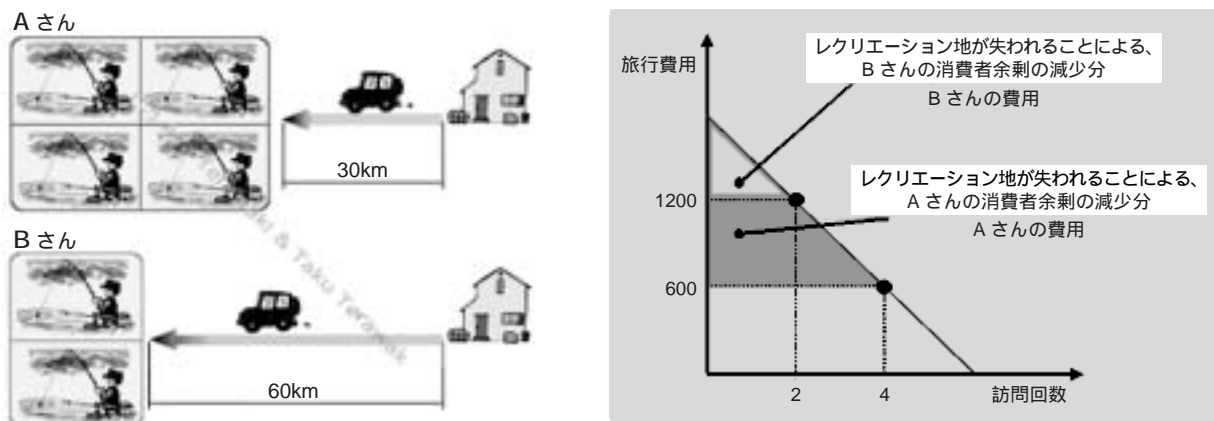 A さん
30km
B さん
60km
& Taku Terawak
旅行費用
レクリエーション地が失われることによる、
B さんの消費者余剰の減少分
B さんの費用
レクリエーション地が失われることによる、
A さんの消費者余剰の減少分
A さんの費用
1200
600
2
4
訪問回数